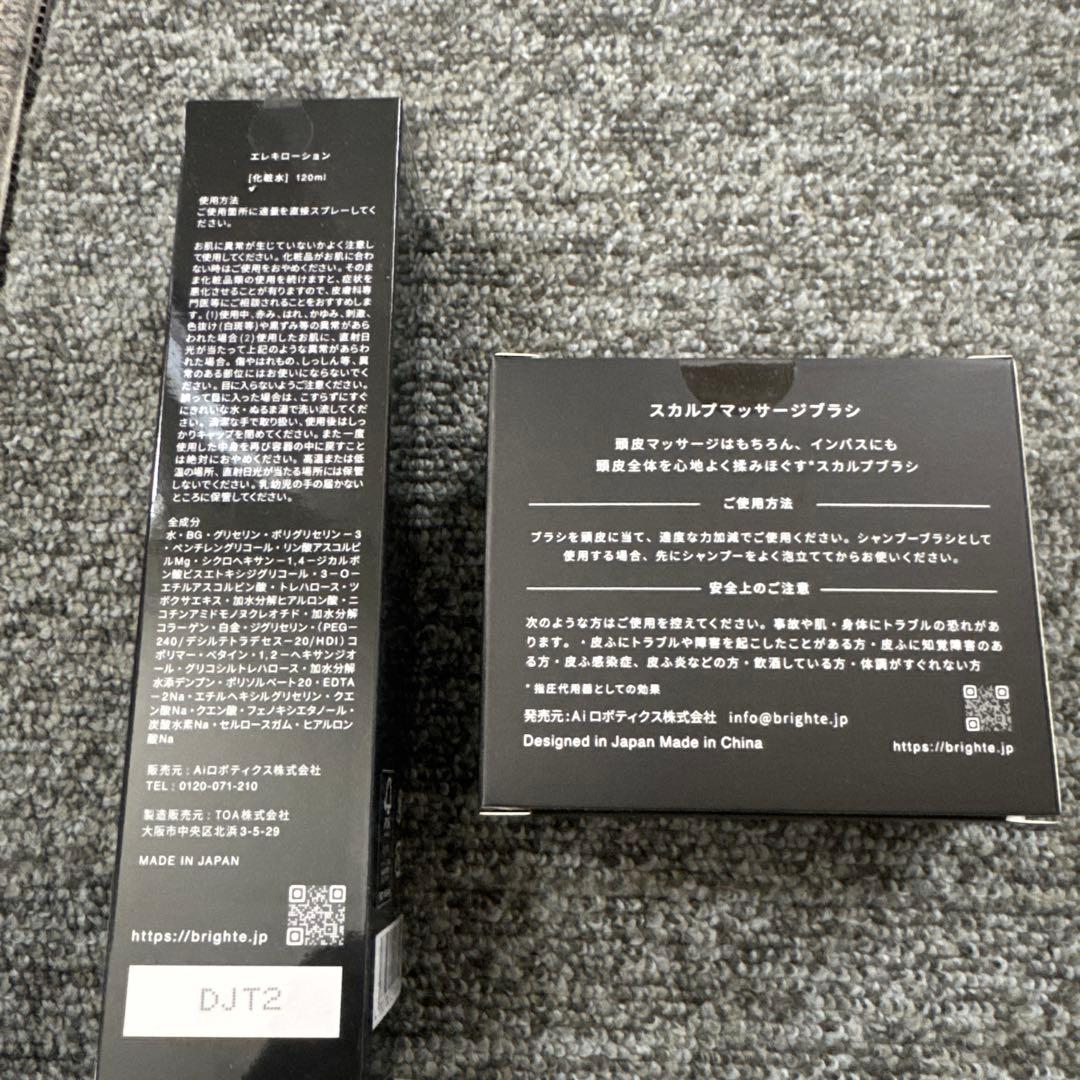 エレキローション
[化粧水] 120ml
使用方法
ご使用箇所に適量を直接スプレーしてく
ださい。
お肌に異常が生じていないかよく注意し
て使用してください。化粧品がお肌に合わ
ない時はご使用をおやめください。そのま
ま化粧品類の使用を続けますと、症状を
悪化させることが有りますので、皮膚科専
門医等にご相談されることをおすすめしま
す。(1)使用中、赤み、はれ、かゆみ、刺激、
色抜け(白斑等)や黒ずみ等の異常があら
われた場合(2)使用したお肌に、直射日
光が当たって上記のような異常があらわ
れた場合。傷やはれもの、しっしん等、異
常のある部位にはお使いにならないでく
ださい。目に入らないようご注意ください。
誤って目に入った場合は、こすらずにすぐ
にきれいな水・ぬるま湯で洗い流してくだ
さい。清潔な手で取り扱い、使用後はしっ
かりキャップを閉めてください。また一度
使用した中身を再び容器の中に戻すこと
は絶対におやめください。高温または低
温の場所、直射日光が当たる場所には保管
しないでください。乳幼児の手の届かない
ところに保管してください。
全成分
水・BG・グリセリン・ポリグリセリン-3
・ペンチレングリコール・リン酸アスコルビ
ルMg・シクロヘキサン-1,4-ジカルボ
ン酸ビスエトキシジグリコール・3-O-
エチルアスコルビン酸・トレハロース・ツ
ボクサエキス・加水分解ヒアルロン酸・ニ
コチンアミドモノヌクレオチド・加水分解
コラーゲン・白金・ジグリセリン・(PEG-
240/デシルテトラデセス-20/HDI)コ
ポリマー・ベタイン・1,2-ヘキサンジオ
ール・グリコシルトレハロース・加水分解
水添デンプン・ポリソルベート20・EDTA
-2Na・エチルヘキシルグリセリン・クエ
ン酸Na・クエン酸・フェノキシエタノール・
炭酸水素Na・セルロースガム・ヒアルロン
酸Na
販売元:Aiロボティクス株式会社
TEL:0120-071-210
製造販売元:TOA株式会社
大阪市中央区北浜3-5-29
MADE IN JAPAN
https://brighte.jp
DJT2
スカルプマッサージブラシ
頭皮マッサージはもちろん、インバスにも
頭皮全体を心地よく揉みほぐす*スカルプブラシ
ご使用方法
ブラシを頭皮に当て、適度な力加減でご使用ください。シャンプーブラシとして
使用する場合、先にシャンプーをよく泡立ててからお使いください。
安全上のご注意
次のような方はご使用を控えてください。事故や肌・身体にトラブルの恐れがあ
ります。・皮ふにトラブルや障害を起こしたことがある方・皮ふに知覚障害のあ
る方・皮ふ感染症、皮ふ炎などの方・飲酒している方・体調がすぐれない方
*指圧代用器としての効果
発売元:Aiロボティクス株式会社 info@brighte.jp
Designed in Japan Made in China
https://brighte.jp